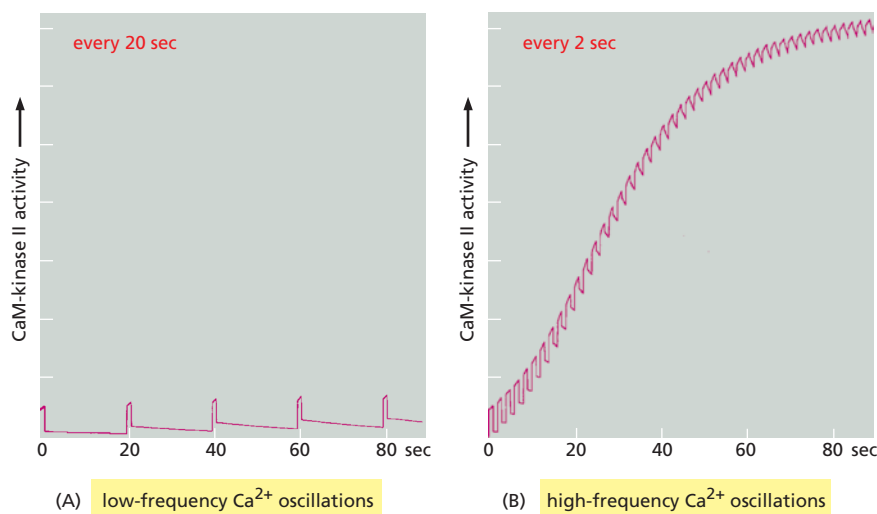 every 20 sec
CaM-kinase II activity
0 20 40 60 80 sec
(A) low-frequency Ca2+ oscillations
every 2 sec
CaM-kinase II activity
0 20 40 60 80 sec
(B) high-frequency Ca2+ oscillations